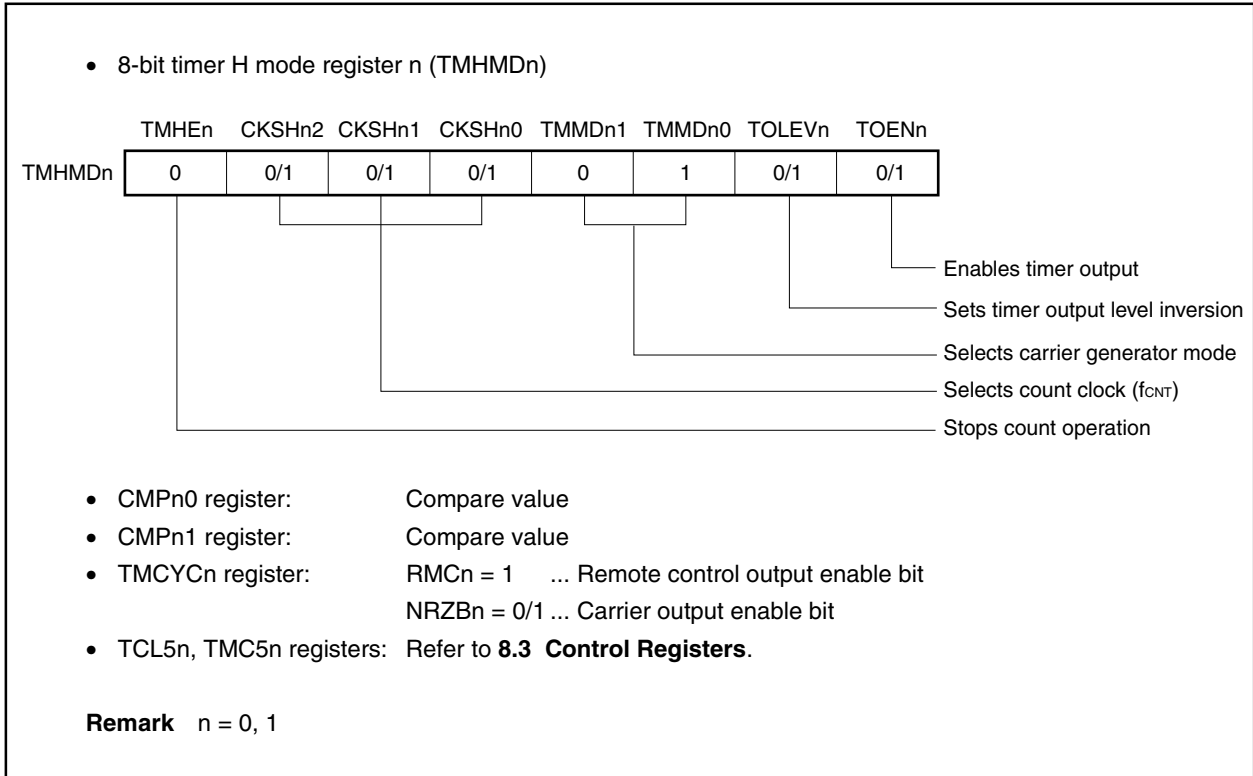 • 8-bit timer H mode register n (TMHMDn)
TMHEn CKSHn2 CKSHn1 CKSHn0 TMMDn1 TMMDn0 TOLEVn TOENn
TMHMDn 0 0/1 0/1 0/1 0 1 0/1 0/1
Enables timer output
Sets timer output level inversion
Selects carrier generator mode
Selects count clock (fCNT)
Stops count operation
• CMPn0 register: Compare value
• CMPn1 register: Compare value
• TMCYCn register: RMCn = 1 ... Remote control output enable bit
NRZBn = 0/1 ... Carrier output enable bit
• TCL5n, TMC5n registers: Refer to 8.3 Control Registers.
Remark n = 0, 1